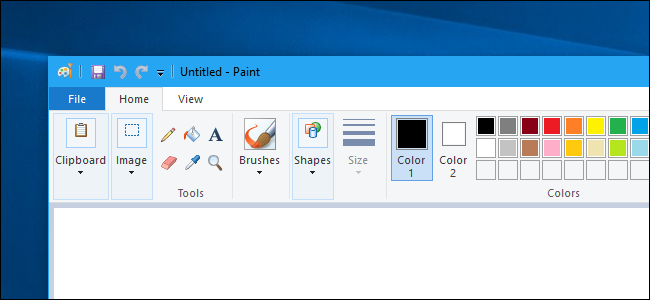 Untitled - Paint
File Home View
Clipboard Image A Brushes Shapes Size Color 1 Color 2
Tools Colors